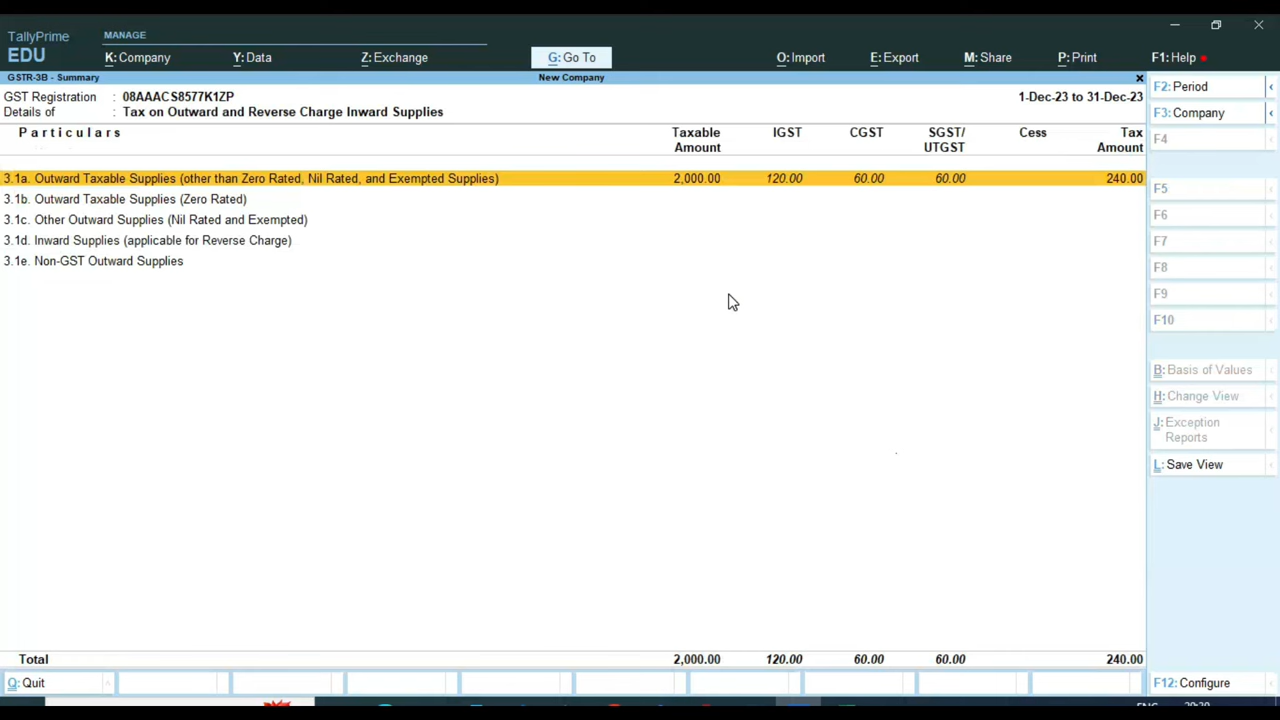 TallyPrime MANAGE
EDU K: Company Y: Data Z: Exchange G: Go To O: Import E: Export M: Share P: Print F1: Help
GSTR-3B - Summary New Company ×
GST Registration : 08AAACS8577K1ZP 1-Dec-23 to 31-Dec-23
Details of : Tax on Outward and Reverse Charge Inward Supplies
Particulars Taxable Amount IGST CGST SGST/ UTGST Cess Tax Amount
3.1a. Outward Taxable Supplies (other than Zero Rated, Nil Rated, and Exempted Supplies) 2,000.00 120.00 60.00 60.00 240.00
3.1b. Outward Taxable Supplies (Zero Rated)
3.1c. Other Outward Supplies (Nil Rated and Exempted)
3.1d. Inward Supplies (applicable for Reverse Charge)
3.1e. Non-GST Outward Supplies
Total 2,000.00 120.00 60.00 60.00 240.00
Q: Quit
F2: Period
F3: Company
F4
F5
F6
F7
F8
F9
F10
B: Basis of Values
H: Change View
J: Exception
Reports
L: Save View
F12: Configure